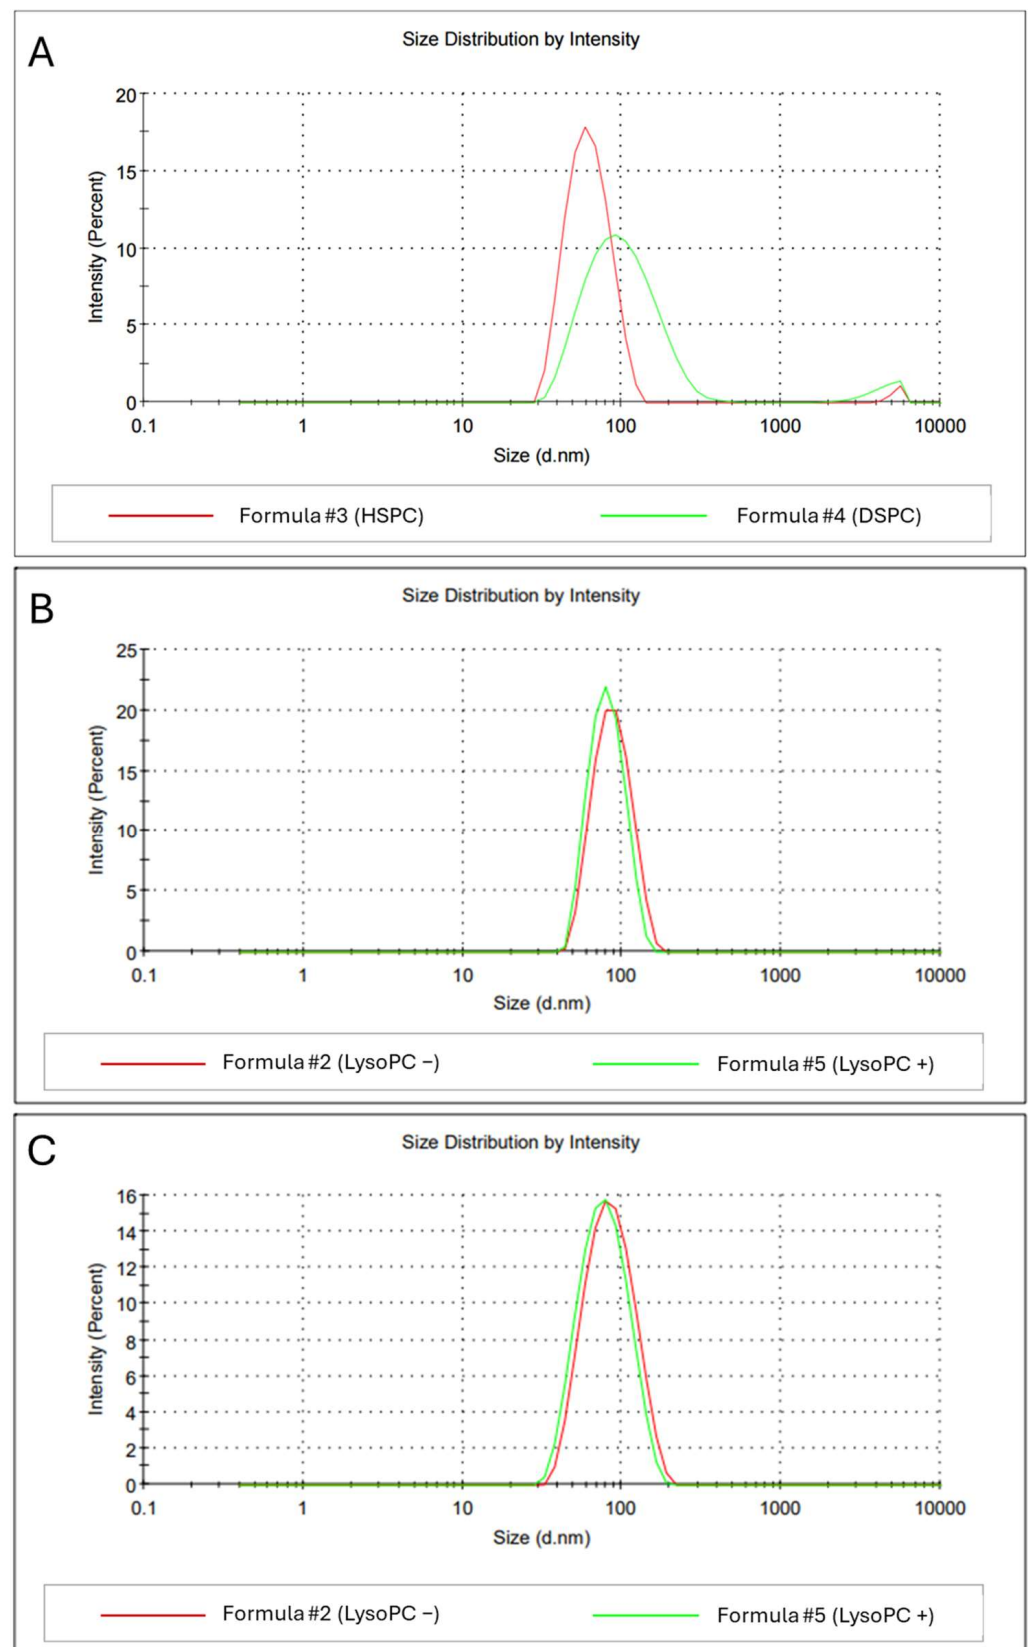 A
Size Distribution by Intensity
20
15
10
5
0
Intensity (Percent)
0.1 1 10 100 1000 10000
Size (d.nm)
Formula #3 (HSPC) Formula #4 (DSPC)
B
Size Distribution by Intensity
25
20
15
10
5
0
Intensity (Percent)
0.1 1 10 100 1000 10000
Size (d.nm)
Formula #2 (LysoPC −) Formula #5 (LysoPC +)
C
Size Distribution by Intensity
16
14
12
10
8
6
4
2
0
Intensity (Percent)
0.1 1 10 100 1000 10000
Size (d.nm)
Formula #2 (LysoPC −) Formula #5 (LysoPC +)